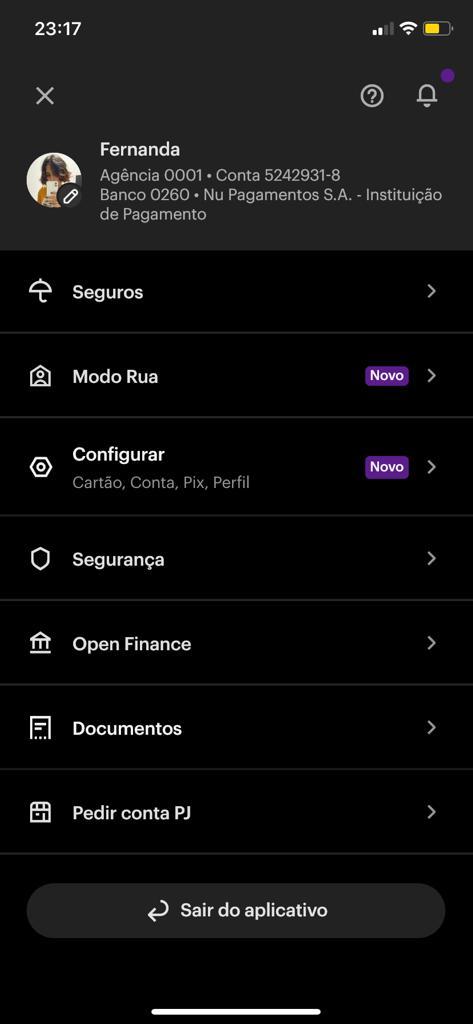 23:17
Fernanda
Agência 0001 • Conta 5242931-8
Banco 0260 • Nu Pagamentos S.A. - Instituição
de Pagamento
Seguros
Modo Rua
Novo
Configurar
Cartão, Conta, Pix, Perfil
Novo
Segurança
Open Finance
Documentos
Pedir conta PJ
Sair do aplicativo